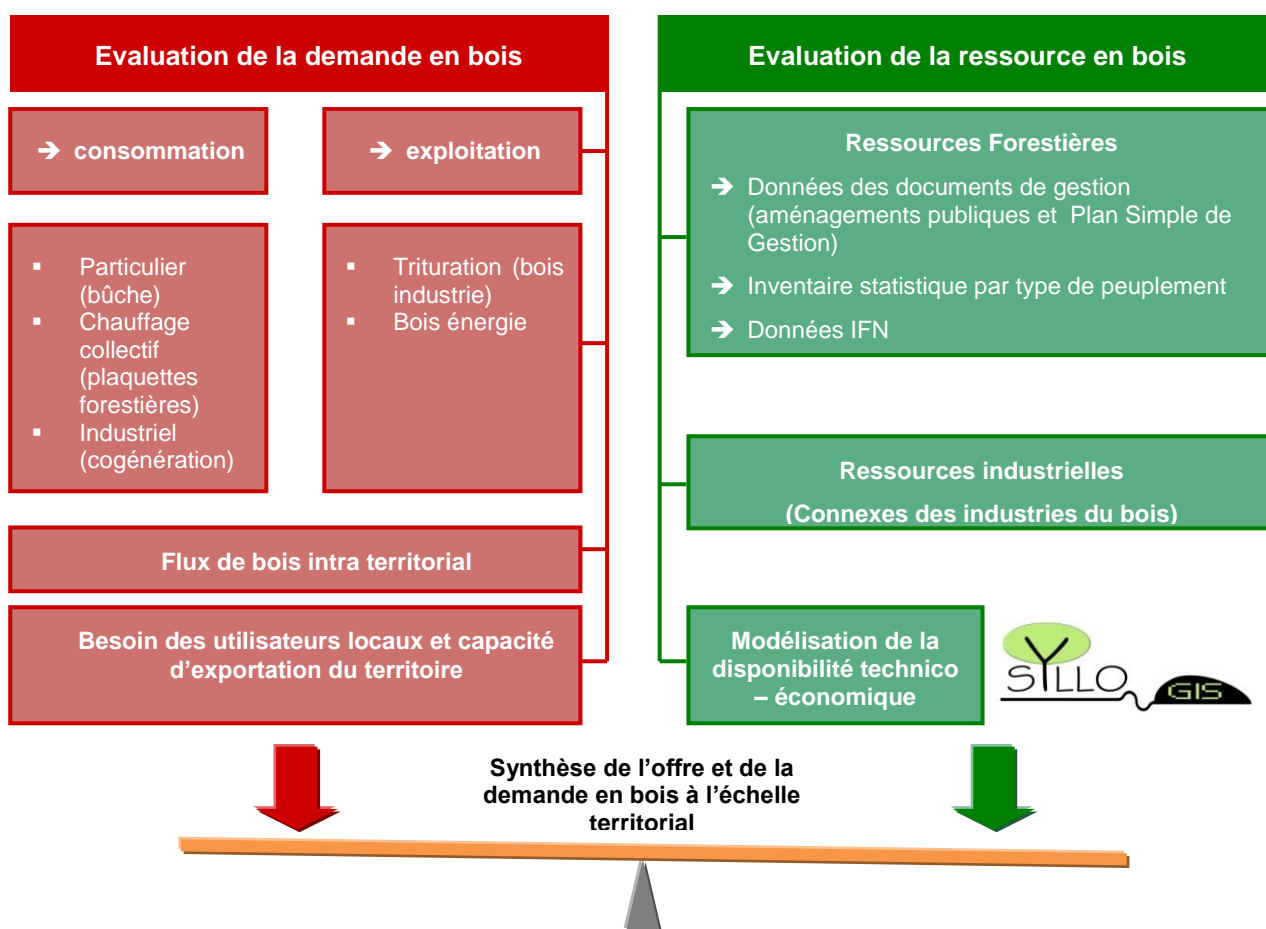 Evaluation de la demande en bois
➔ consommation
➔ exploitation
▪ Particulier
(bûche)
▪ Chauffage
collectif
(plaquettes
forestières)
▪ Industriel
(cogénération)
▪ Trituration (bois
industrie)
▪ Bois énergie
Flux de bois intra territorial
Besoin des utilisateurs locaux et capacité
d'exportation du territoire
Evaluation de la ressource en bois
Ressources Forestières
➔ Données des documents de gestion
(aménagements publiques et Plan Simple de
Gestion)
➔ Inventaire statistique par type de peuplement
➔ Données IFN
Ressources industrielles
(Connexes des industries du bois)
Modélisation de la
disponibilité technico
– économique
SYLLO GIS
Synthèse de l'offre et de la
demande en bois à l'échelle
territorial